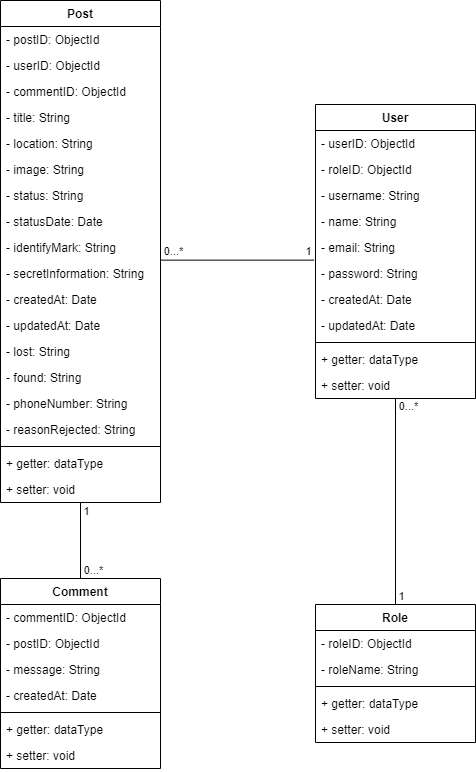 Post
- postID: ObjectId
- userID: ObjectId
- commentID: ObjectId
- title: String
- location: String
- image: String
- status: String
- statusDate: Date
- identifyMark: String
- secretInformation: String
- createdAt: Date
- updatedAt: Date
- lost: String
- found: String
- phoneNumber: String
- reasonRejected: String
+ getter: dataType
+ setter: void
0...*
1
User
- userID: ObjectId
- roleID: ObjectId
- username: String
- name: String
- email: String
- password: String
- createdAt: Date
- updatedAt: Date
+ getter: dataType
+ setter: void
1
0...*
Comment
- commentID: ObjectId
- postID: ObjectId
- message: String
- createdAt: Date
+ getter: dataType
+ setter: void
0...*
1
Role
- roleID: ObjectId
- roleName: String
+ getter: dataType
+ setter: void